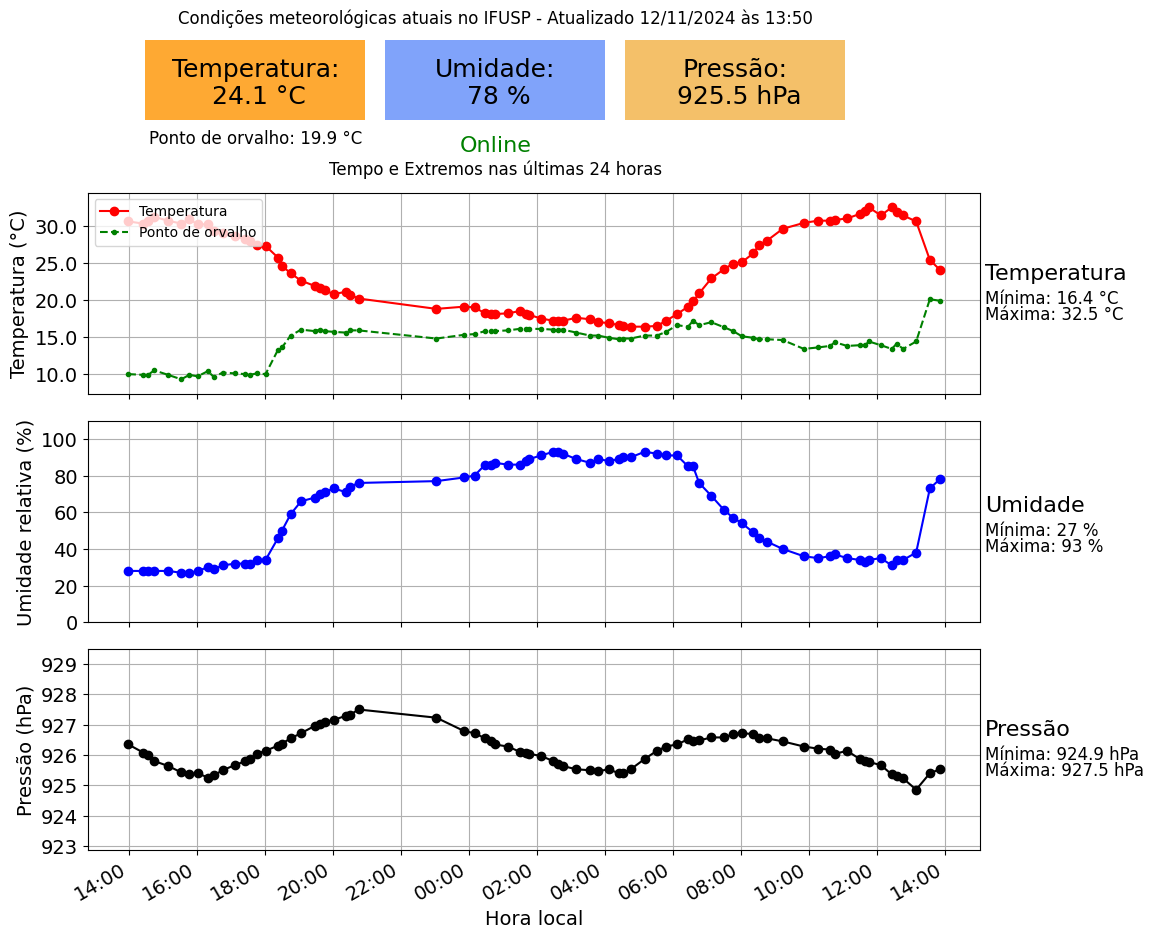 Condições meteorológicas atuais no IFUSP - Atualizado 12/11/2024 às 13:50
Temperatura:
24.1 °C
Umidade:
78 %
Pressão:
925.5 hPa
Ponto de orvalho: 19.9 °C
Online
Tempo e Extremos nas últimas 24 horas
Temperatura (°C)
30.0
25.0
20.0
15.0
10.0
Temperatura
Ponto de orvalho
Temperatura
Mínima: 16.4 °C
Máxima: 32.5 °C
Umidade relativa (%)
100
80
60
40
20
0
Umidade
Mínima: 27 %
Máxima: 93 %
Pressão (hPa)
929
928
927
926
925
924
923
Pressão
Mínima: 924.9 hPa
Máxima: 927.5 hPa
14:00 16:00 18:00 20:00 22:00 00:00 02:00 04:00 06:00 08:00 10:00 12:00 14:00
Hora local